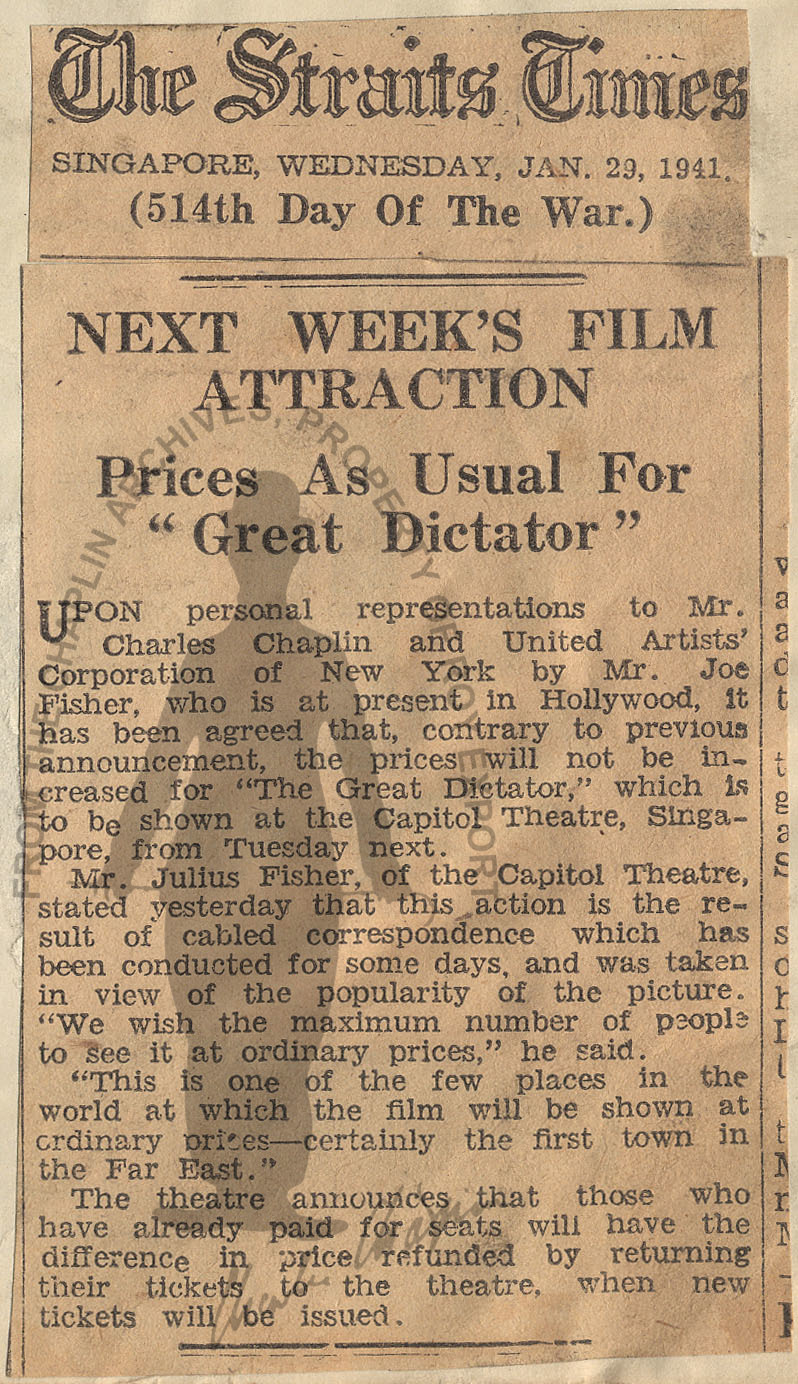 The Straits Times
SINGAPORE, WEDNESDAY, JAN. 29, 1941.
(514th Day Of The War.)
NEXT WEEK'S FILM
ATTRACTION
Prices As Usual For
"Great Dictator"
UPON personal representations to Mr.
Charles Chaplin and United Artists'
Corporation of New York by Mr. Joe
Fisher, who is at present in Hollywood, it
has been agreed that, contrary to previous
announcement, the prices will not be in-
creased for "The Great Dictator," which is
to be shown at the Capitol Theatre, Singa-
pore, from Tuesday next.
Mr. Julius Fisher, of the Capitol Theatre,
stated yesterday that this action is the re-
sult of cabled correspondence which has
been conducted for some days, and was taken
in view of the popularity of the picture.
"We wish the maximum number of people
to see it at ordinary prices," he said.
"This is one of the few places in the
world at which the film will be shown at
ordinary prices—certainly the first town in
the Far East."
The theatre announces that those who
have already paid for seats will have the
difference in price refunded by returning
their tickets to the theatre, when new
tickets will be issued.
FROM THE CHAPLIN ARCHIVES, PROPERTY OF ROY EXPORT